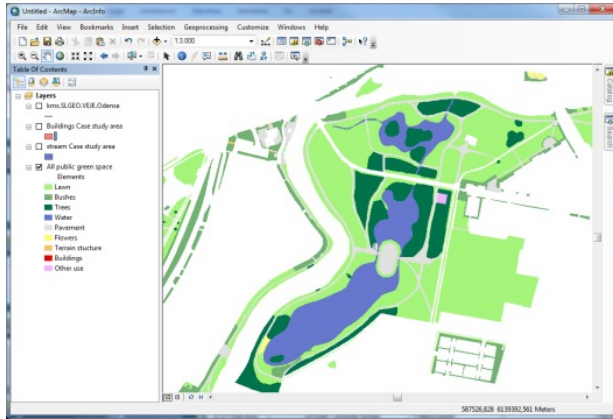 Untitled - ArcMap - ArcInfo
File Edit View Bookmarks Insert Selection Geoprocessing Customize Windows Help
1:3.000
Table Of Contents
Layers
kms.SLGEO.VEJE.Odense
Buildings Case study area
stream Case study area
All public green space
Elements
Lawn
Bushes
Trees
Water
Pavement
Flowers
Terrain stucture
Buildings
Other use
Catalog
Search
587526,828 6139392,561 Meters